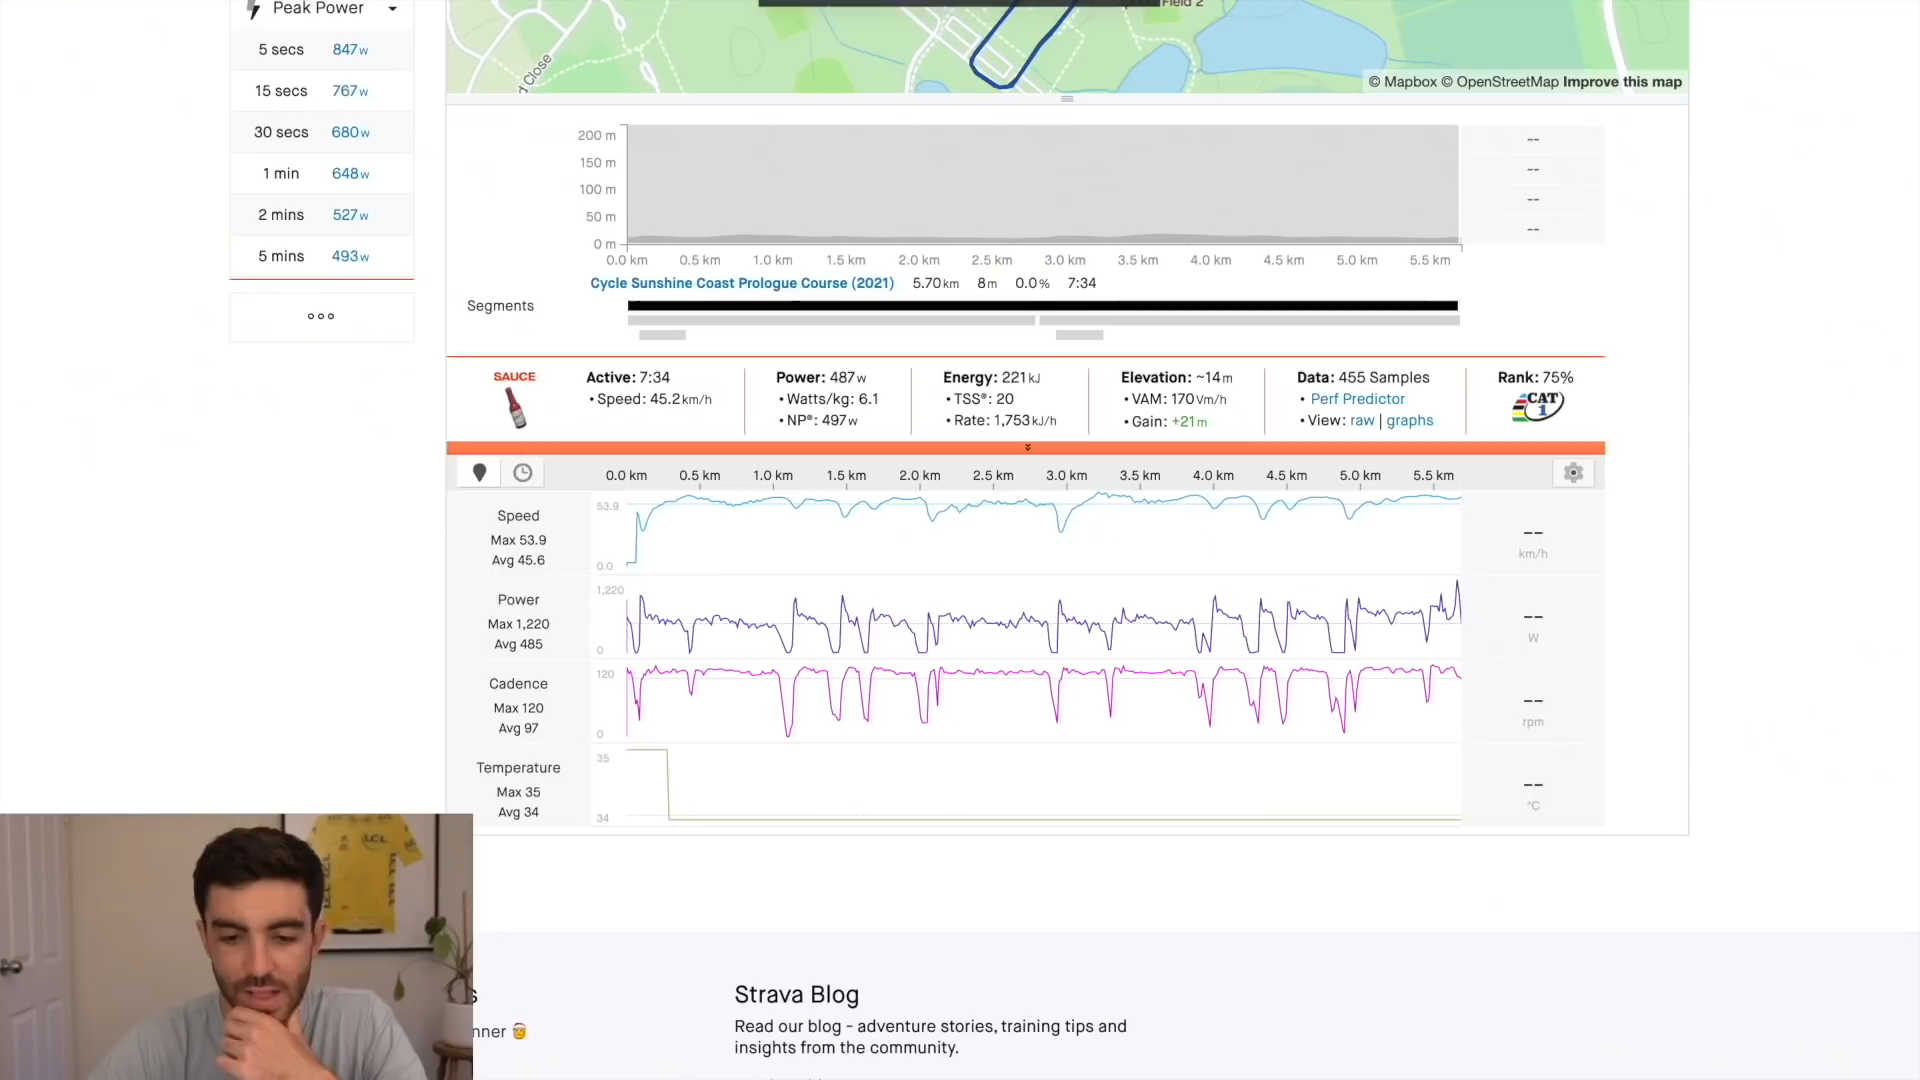 Peak Power
5 secs 847w
15 secs 767w
30 secs 680w
1 min 648w
2 mins 527w
5 mins 493w
Field 2
Close
© Mapbox © OpenStreetMap Improve this map
200 m
150 m
100 m
50 m
0 m
--
--
--
--
0.0 km 0.5 km 1.0 km 1.5 km 2.0 km 2.5 km 3.0 km 3.5 km 4.0 km 4.5 km 5.0 km 5.5 km
Cycle Sunshine Coast Prologue Course (2021) 5.70km 8m 0.0% 7:34
Segments
SAUCE
Active: 7:34
• Speed: 45.2km/h
Power: 487w
• Watts/kg: 6.1
• NP®: 497w
Energy: 221kJ
• TSS®: 20
• Rate: 1,753kJ/h
Elevation: ~14m
• VAM: 170Vm/h
• Gain: +21m
Data: 455 Samples
• Perf Predictor
• View: raw | graphs
Rank: 75%
CAT
1
0.0 km 0.5 km 1.0 km 1.5 km 2.0 km 2.5 km 3.0 km 3.5 km 4.0 km 4.5 km 5.0 km 5.5 km
Speed
Max 53.9
Avg 45.6
53.9
0.0
--
km/h
Power
Max 1,220
Avg 485
1,220
0
--
W
Cadence
Max 120
Avg 97
120
0
--
rpm
Temperature
Max 35
Avg 34
35
34
--
°C
LCL
LCL
nner
Strava Blog
Read our blog - adventure stories, training tips and
insights from the community.